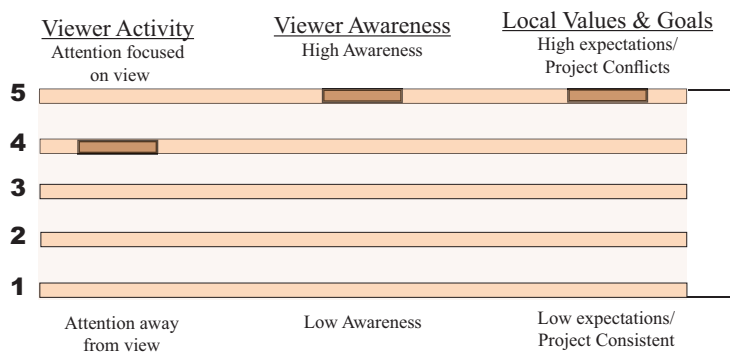 Viewer Activity
Attention focused
on view
Viewer Awareness
High Awareness
Local Values & Goals
High expectations/
Project Conflicts
5
4
3
2
1
Attention away
from view
Low Awareness
Low expectations/
Project Consistent